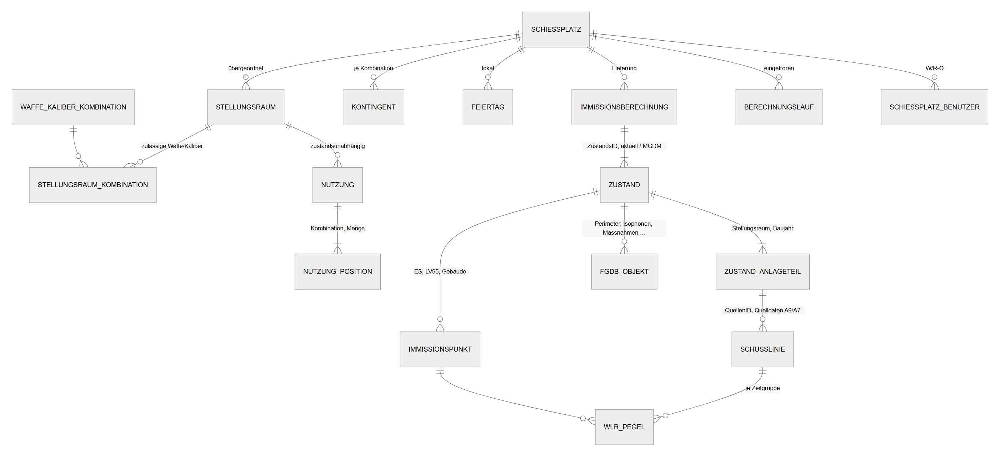 SCHIESSPLATZ
übergeordnet
je Kombination
lokal
Lieferung
eingefroren
W/R-O
WAFFE_KALIBER_KOMBINATION
STELLUNGSRAUM
KONTINGENT
FEIERTAG
IMMISSIONSBERECHNUNG
BERECHNUNGSLAUF
SCHIESSPLATZ_BENUTZER
zulässige Waffe/Kaliber
zustandsunabhängig
ZustandsID, aktuell / MGDM
STELLUNGSRAUM_KOMBINATION
NUTZUNG
ZUSTAND
Kombination, Menge
Perimeter, Isophonen,
Massnahmen …
Stellungsraum, Baujahr
NUTZUNG_POSITION
ES, LV95, Gebäude
FGDB_OBJEKT
ZUSTAND_ANLAGETEIL
QuellenID, Quelldaten A9/A7
IMMISSIONSPUNKT
SCHUSSLINIE
je Zeitgruppe
WLR_PEGEL